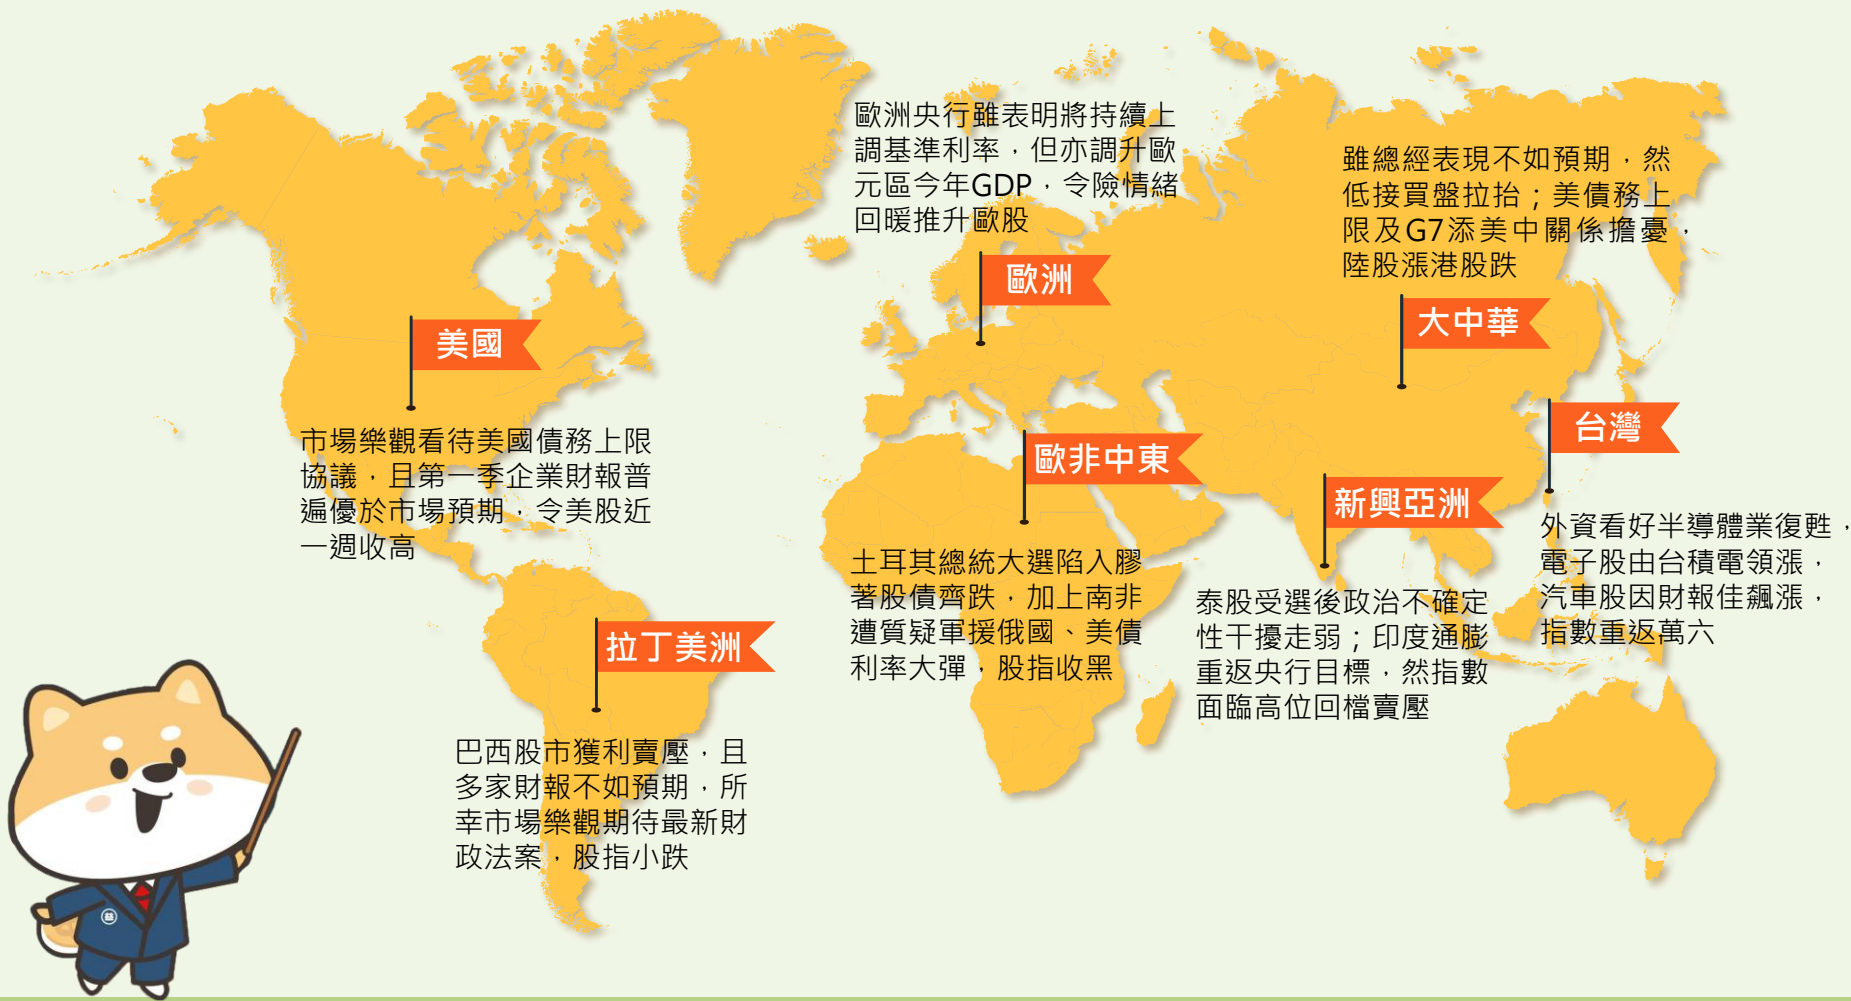 歐洲央行雖表明將持續上
調基準利率，但亦調升歐
元區今年GDP，令險情緒
回暖推升歐股
歐洲
雖總經表現不如預期，然
低接買盤拉抬；美債務上
限及G7添美中關係擔憂，
陸股漲港股跌
大中華
美國
市場樂觀看待美國債務上限
協議，且第一季企業財報普
遍優於市場預期，令美股近
一週收高
台灣
外資看好半導體業復甦，
電子股由台積電領漲，
汽車股因財報佳飆漲，
指數重返萬六
歐非中東
土耳其總統大選陷入膠
著股債齊跌，加上南非
遭質疑軍援俄國、美債
利率大彈，股指收黑
新興亞洲
泰股受選後政治不確定
性干擾走弱；印度通膨
重返央行目標，然指數
面臨高位回檔賣壓
拉丁美洲
巴西股市獲利賣壓，且
多家財報不如預期，所
幸市場樂觀期待最新財
政法案，股指小跌